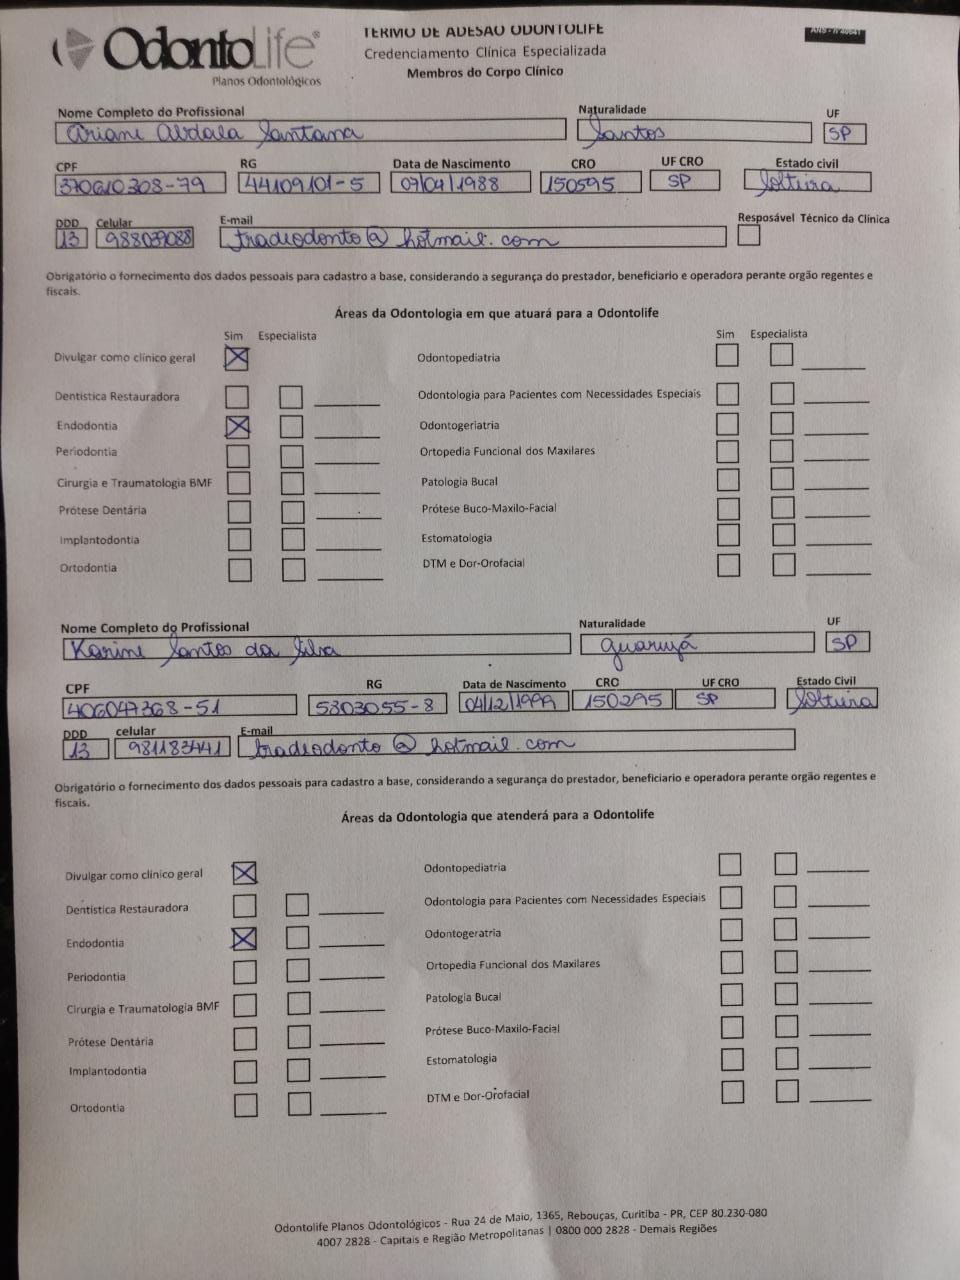 OdontoLife®
Planos Odontológicos
TERMO DE ADESÃO ODONTOLIFE
Credenciamento Clínica Especializada
Membros do Corpo Clínico
Nome Completo do Profissional Naturalidade UF
Ariani Abdala Santana Santos SP
CPF RG Data de Nascimento CRO UF CRO Estado civil
370610308-79 44109101-5 07/04/1988 150595 SP Solteira
DDD Celular E-mail Resposável Técnico da Clínica
13 988039088 tradeodonto@hotmail.com
Obrigatório o fornecimento dos dados pessoais para cadastro a base, considerando a segurança do prestador, beneficiario e operadora perante orgão regentes e
fiscais.
Áreas da Odontologia em que atuará para a Odontolife
Sim Especialista Sim Especialista
Divulgar como clínico geral X Odontopediatria
Dentística Restauradora Odontologia para Pacientes com Necessidades Especiais
Endodontia X Odontogeriatria
Periodontia Ortopedia Funcional dos Maxilares
Cirurgia e Traumatologia BMF Patologia Bucal
Prótese Dentária Prótese Buco-Maxilo-Facial
Implantodontia Estomatologia
Ortodontia DTM e Dor-Orofacial
Nome Completo do Profissional Naturalidade UF
Karine Santos da Silva Guarujá SP
CPF RG Data de Nascimento CRO UF CRO Estado Civil
406047368-51 5303055-8 04/12/1999 150295 SP Solteira
DDD celular E-mail
13 981183441 tradeodonto@hotmail.com
Obrigatório o fornecimento dos dados pessoais para cadastro a base, considerando a segurança do prestador, beneficiario e operadora perante orgão regentes e
fiscais.
Áreas da Odontologia que atenderá para a Odontolife
Divulgar como clínico geral X Odontopediatria
Dentística Restauradora Odontologia para Pacientes com Necessidades Especiais
Endodontia X Odontogeratria
Periodontia Ortopedia Funcional dos Maxilares
Cirurgia e Traumatologia BMF Patologia Bucal
Prótese Dentária Prótese Buco-Maxilo-Facial
Implantodontia Estomatologia
Ortodontia DTM e Dor-Orofacial
Odontolife Planos Odontológicos - Rua 24 de Maio, 1365, Rebouças, Curitiba - PR, CEP 80.230-080
4007 2828 - Capitais e Região Metropolitanas | 0800 000 2828 - Demais Regiões